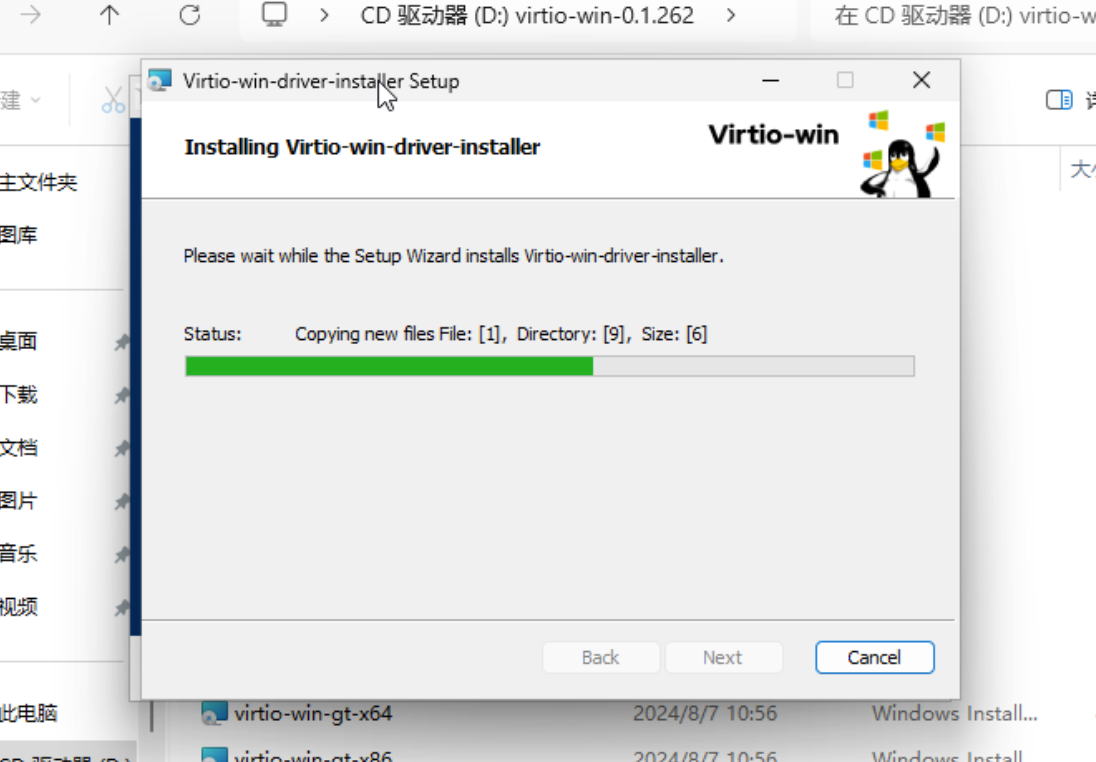 CD 驱动器 (D:) virtio-win-0.1.262
在 CD 驱动器 (D:) virtio-w
建
Virtio-win-driver-installer Setup
Installing Virtio-win-driver-installer
Virtio-win
主文件夹
图库
Please wait while the Setup Wizard installs Virtio-win-driver-installer.
桌面
Status: Copying new files File: [1], Directory: [9], Size: [6]
下载
文档
图片
音乐
视频
Back Next Cancel
此电脑
virtio-win-gt-x64 2024/8/7 10:56 Windows Install...
CD 驱动器 (D:)
virtio-win-gt-x86 2024/8/7 10:56 Windows Install